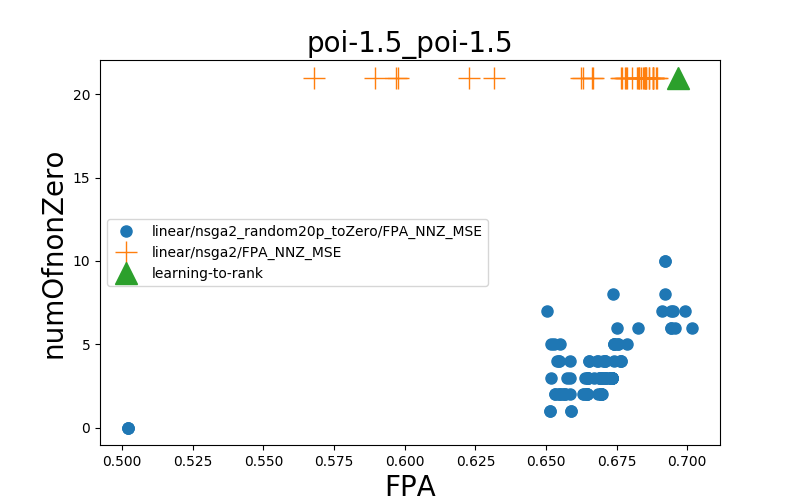 poi-1.5_poi-1.5
numOfnonZero
20
15
10
5
0
linear/nsga2_random20p_toZero/FPA_NNZ_MSE
linear/nsga2/FPA_NNZ_MSE
learning-to-rank
0.500 0.525 0.550 0.575 0.600 0.625 0.650 0.675 0.700
FPA